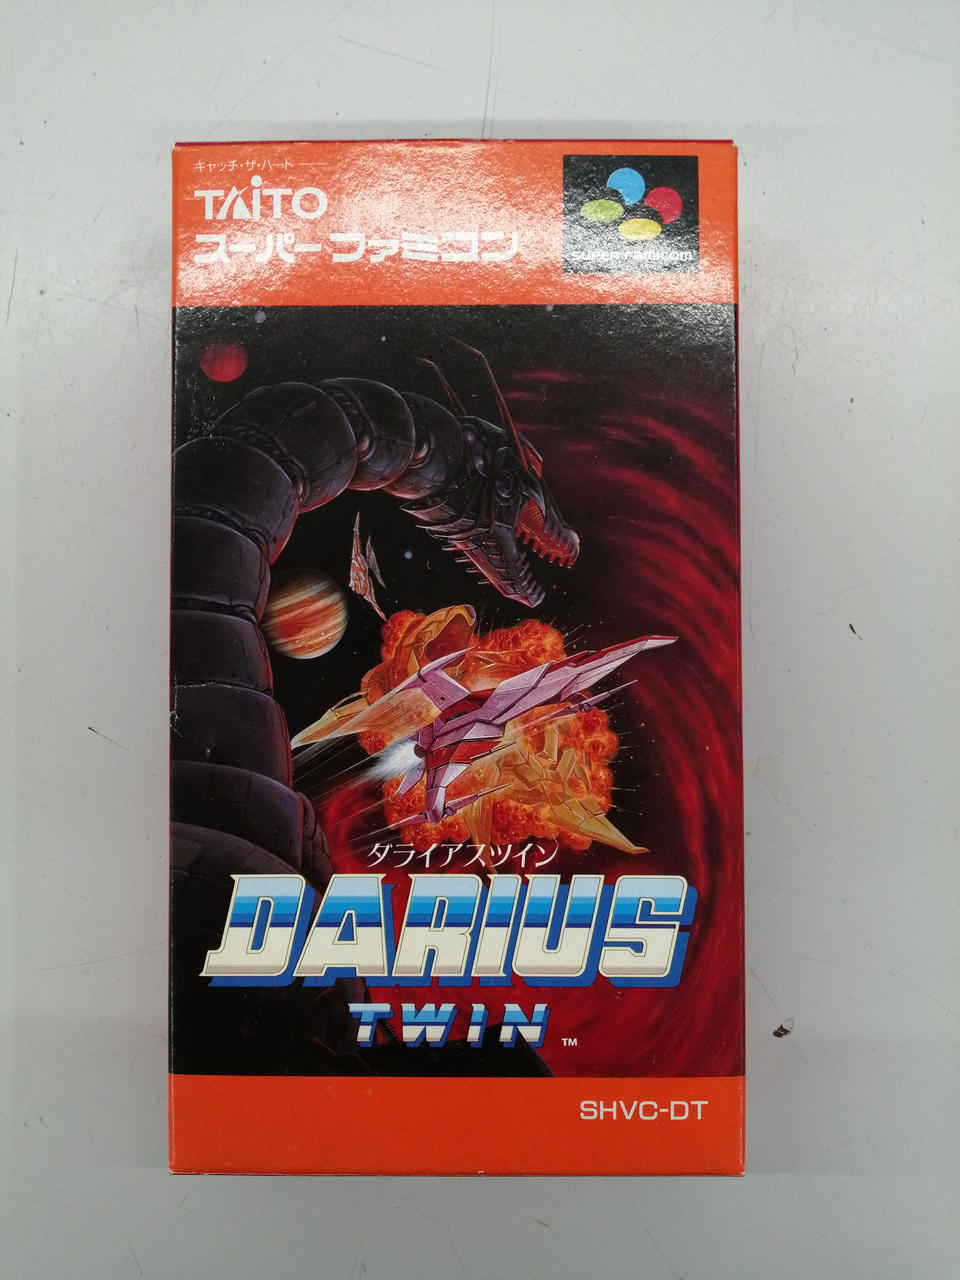 キャッチ・ザ・ハート
TAiTO
スーパーファミコン
SUPER FAMICOM
ダライアスツイン
DARIUS
TWIN
TM
SHVC-DT